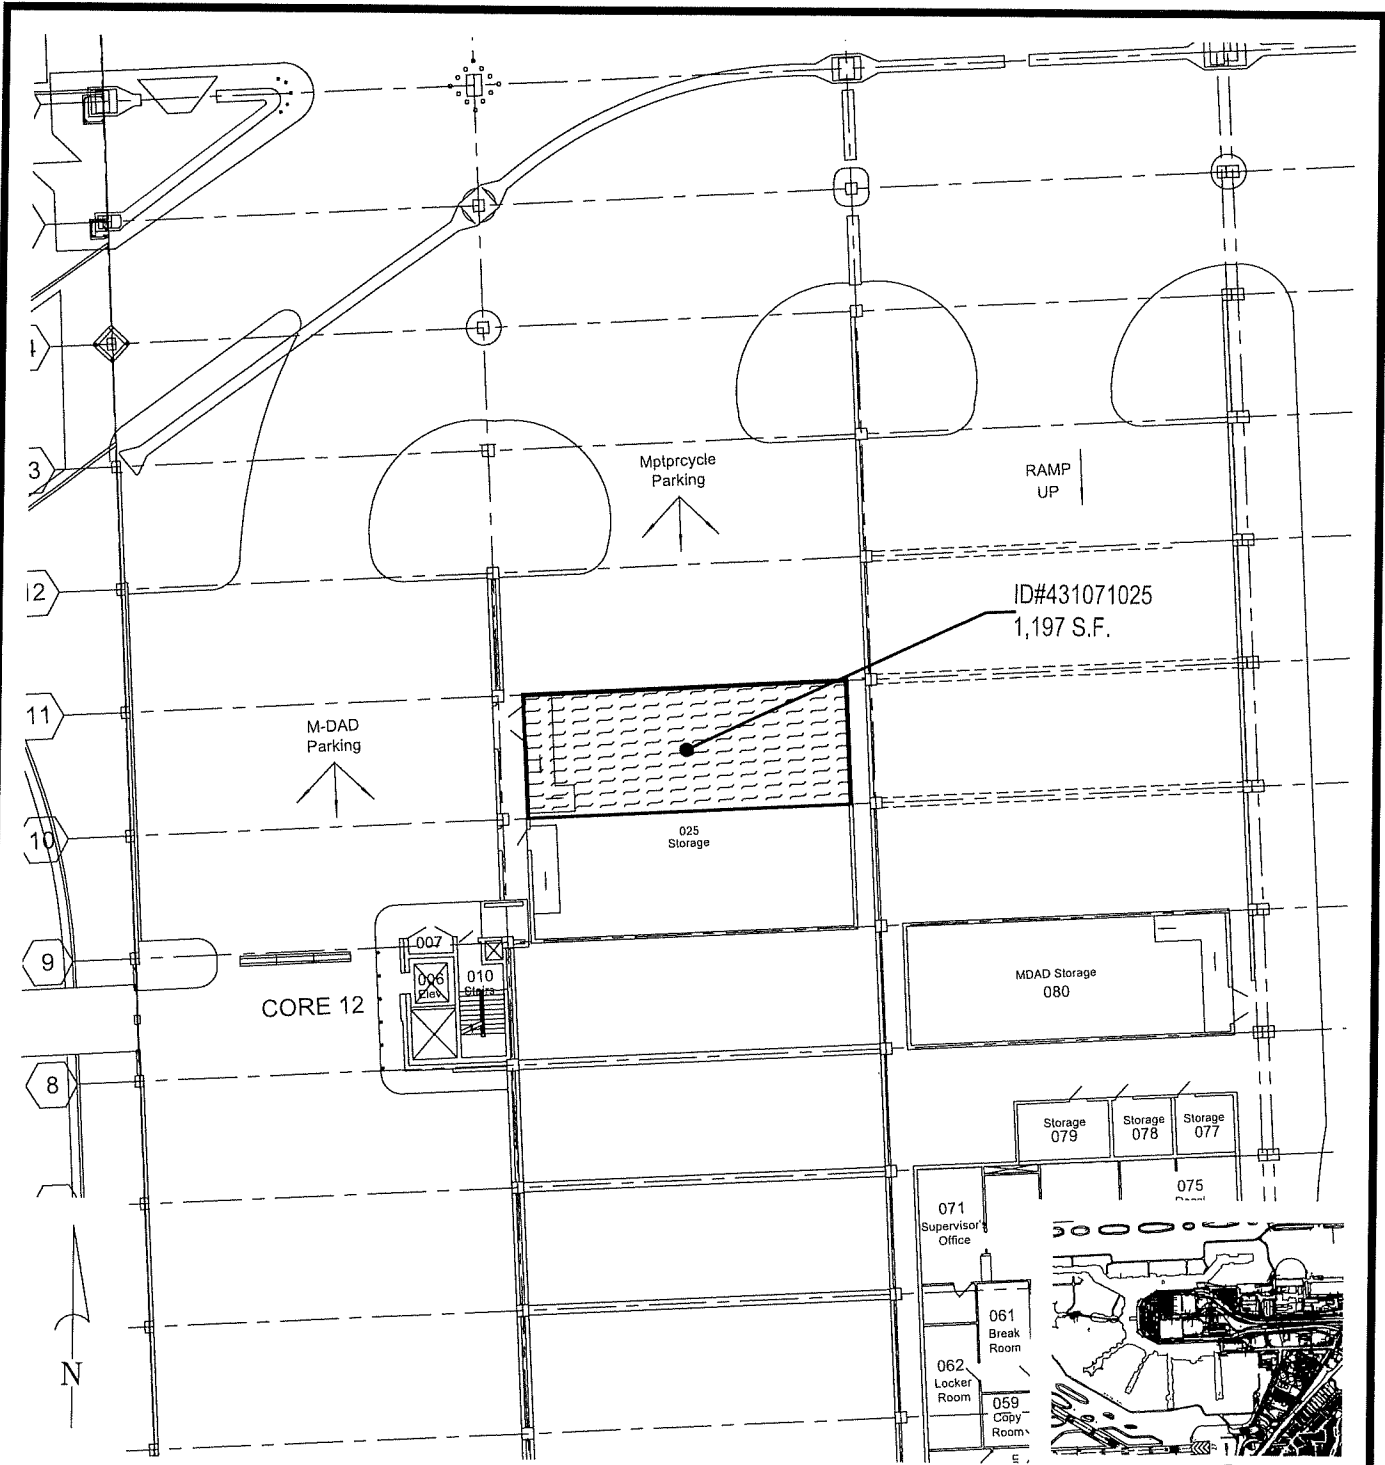 4
3
Mptprcycle
Parking
RAMP
UP
12
ID#431071025
1,197 S.F.
11
M-DAD
Parking
10
025
Storage
9
007
006
Elev
010
Stairs
CORE 12
MDAD Storage
080
8
Storage
079
Storage
078
Storage
077
075
071
Supervisor's
Office
061
Break
Room
062
Locker
Room
059
Copy
Room
N